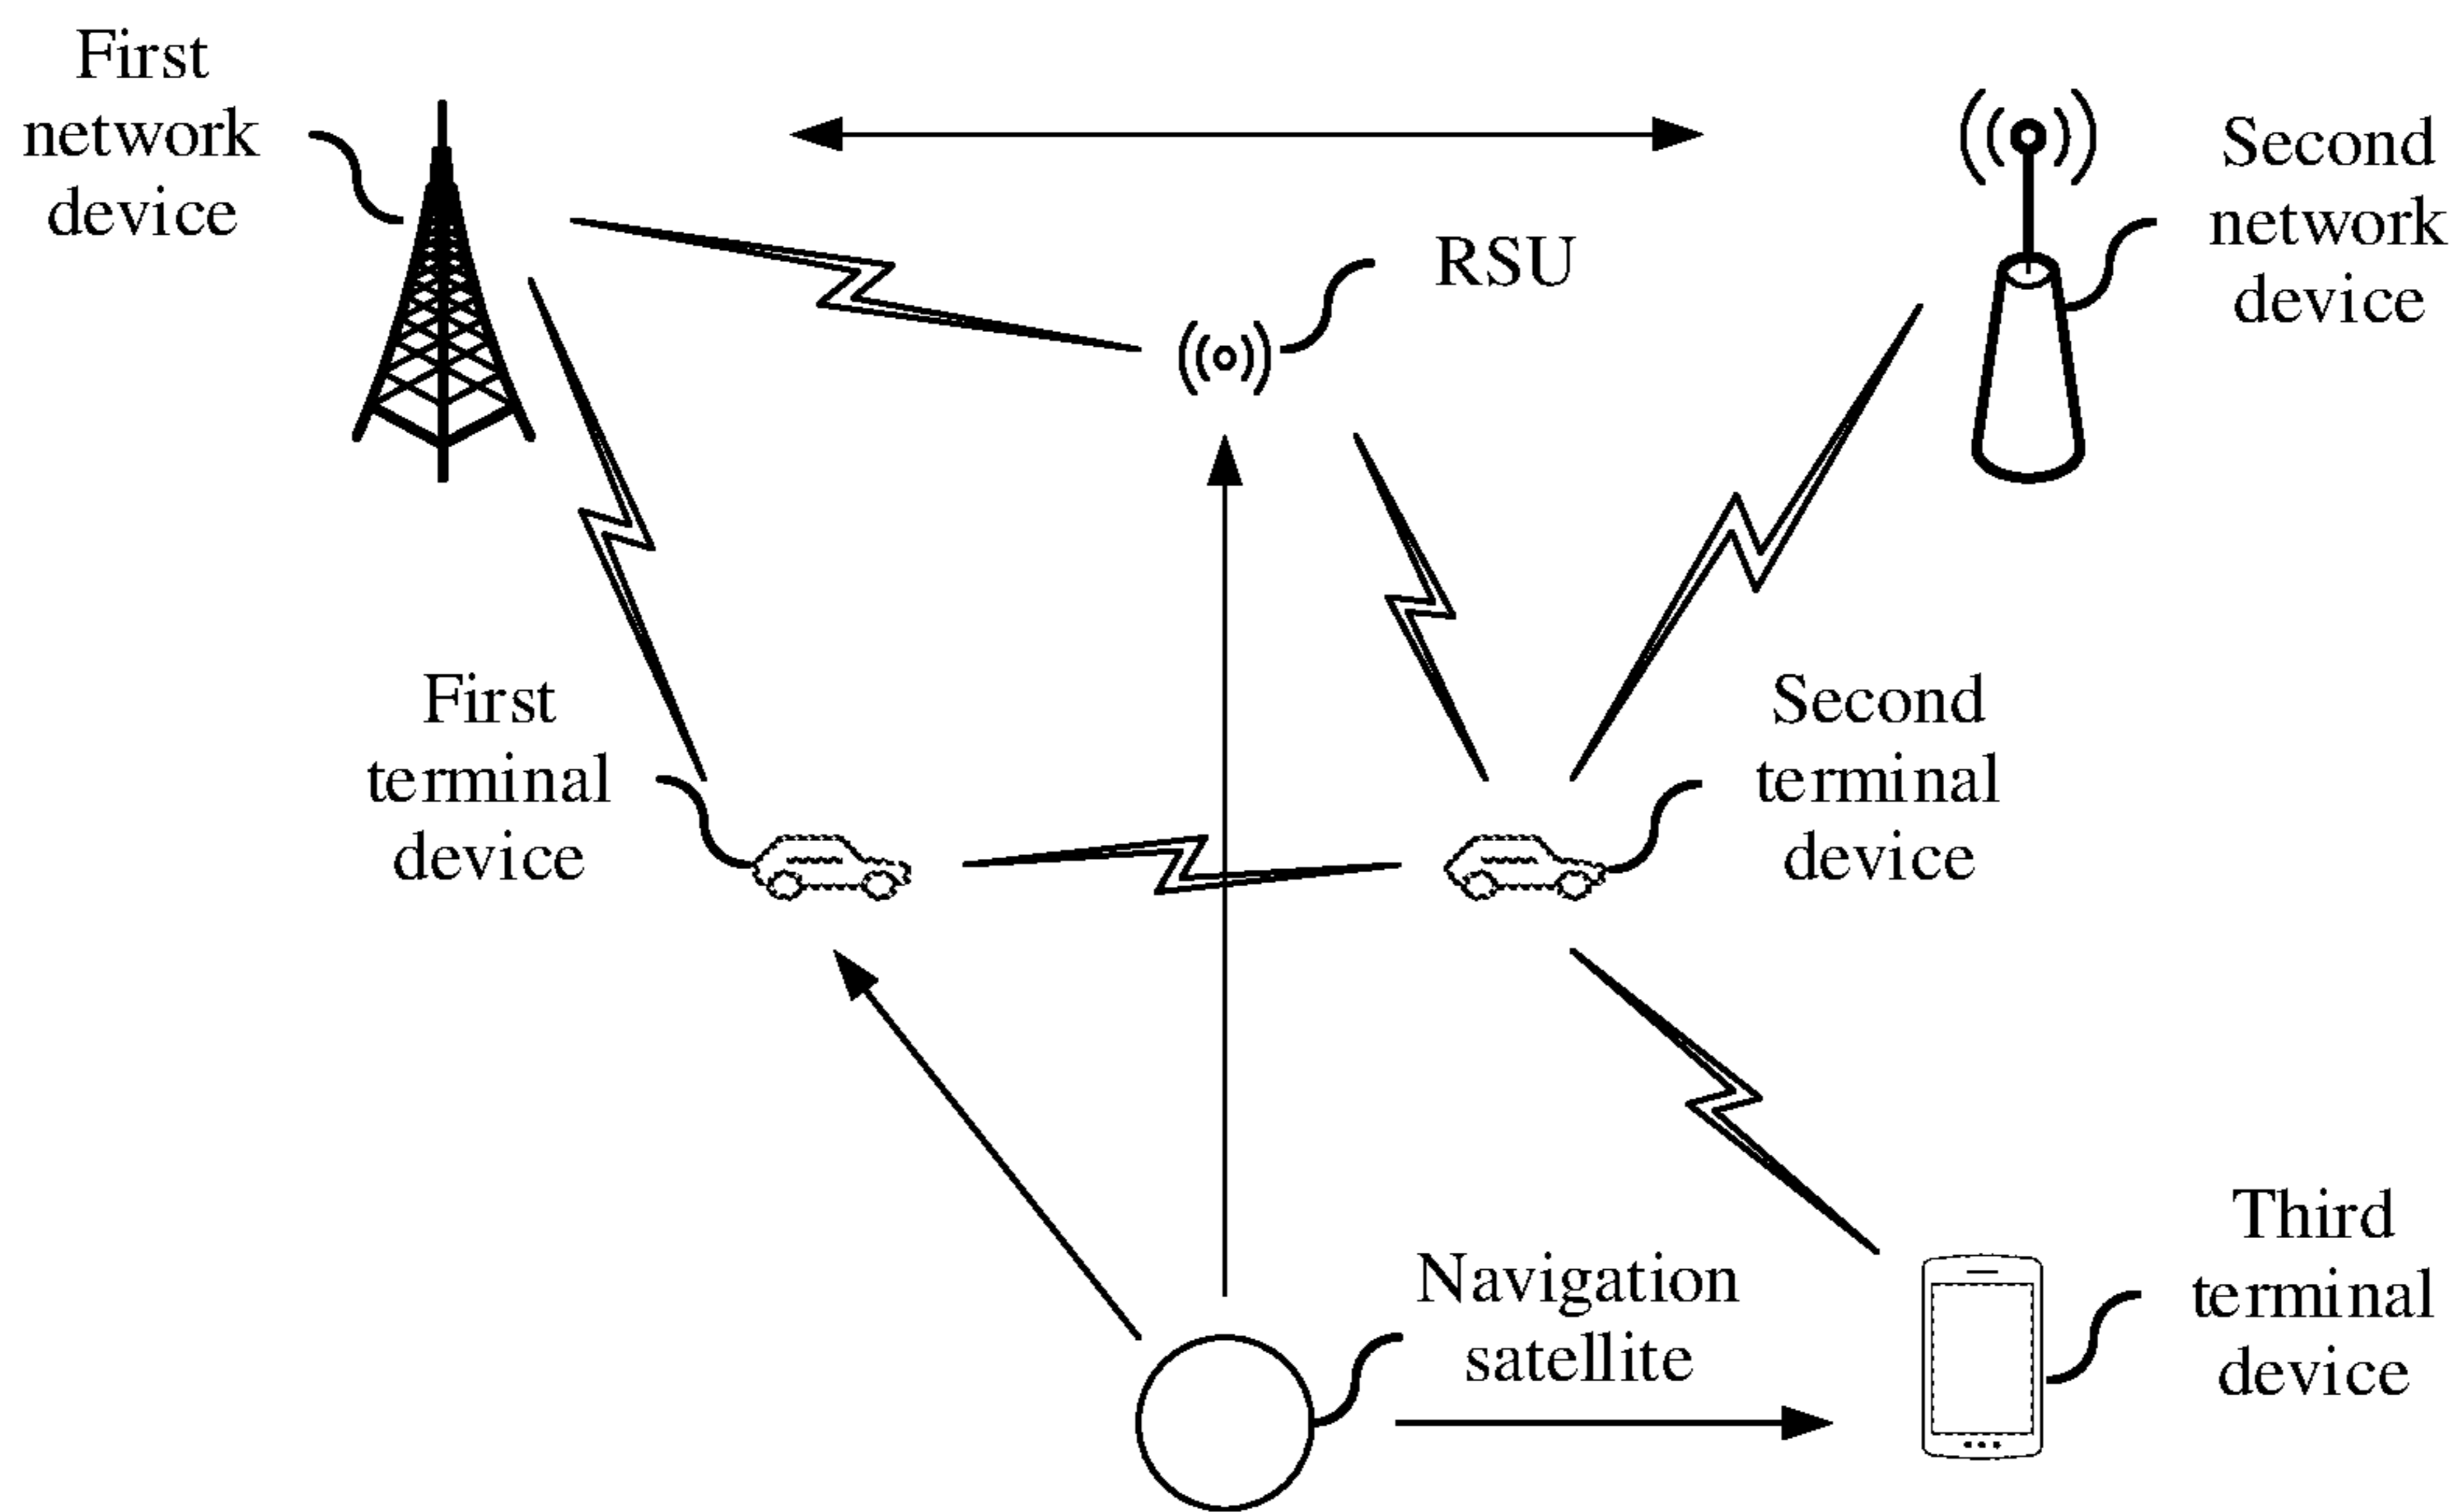 First
network
device
Second
network
device
RSU
First
terminal
device
Second
terminal
device
Navigation
satellite
Third
terminal
device